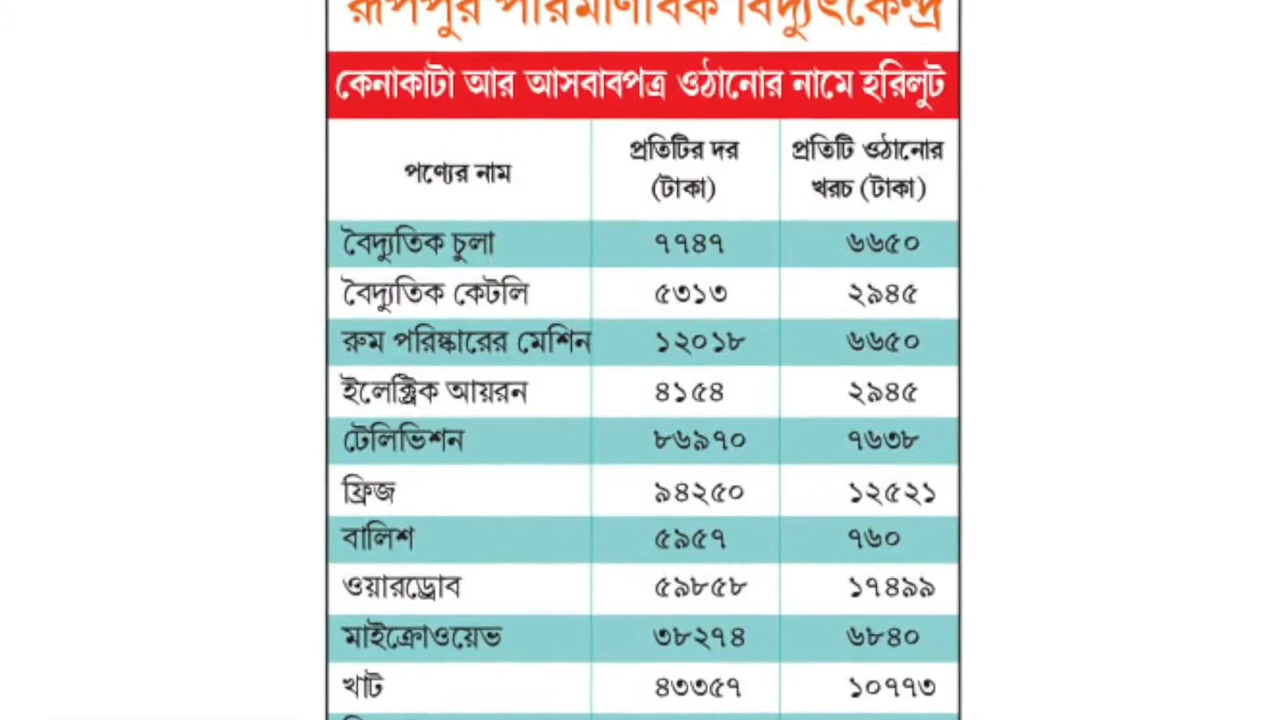 রূপপুর পারমাণবিক বিদ্যুৎকেন্দ্র
কেনাকাটা আর আসবাবপত্র ওঠানোর নামে হরিলুট
পণ্যের নাম প্রতিটির দর (টাকা) প্রতিটি ওঠানোর খরচ (টাকা)
বৈদ্যুতিক চুলা ৭৭৪৭ ৬৬৫০
বৈদ্যুতিক কেটলি ৫৩১৩ ২৯৪৫
রুম পরিষ্কারের মেশিন ১২০১৮ ৬৬৫০
ইলেক্ট্রিক আয়রন ৪১৫৪ ২৯৪৫
টেলিভিশন ৮৬৯৭০ ৭৬৩৮
ফ্রিজ ৯৪২৫০ ১২৫২১
বালিশ ৫৯৫৭ ৭৬০
ওয়ারড্রোব ৫৯৮৫৮ ১৭৪৯৯
মাইক্রোওয়েভ ৩৮২৭৪ ৬৮৪০
খাট ৪৩৩৫৭ ১০৭৭৩